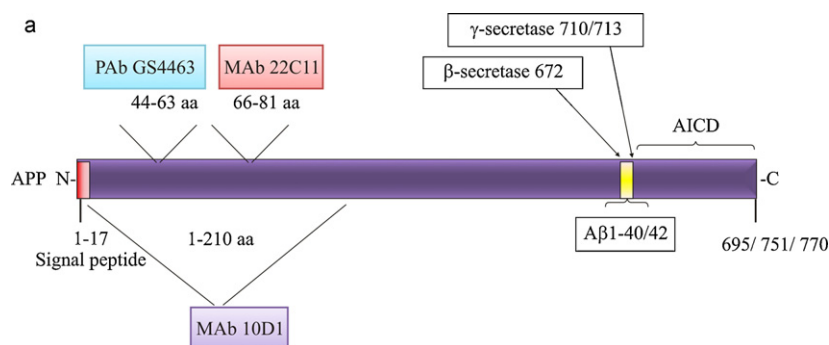 a
γ-secretase 710/713
PAb GS4463
MAb 22C11
β-secretase 672
44-63 aa
66-81 aa
AICD
APP N-
-C
1-17
Signal peptide
1-210 aa
Aβ1-40/42
695/ 751/ 770
MAb 10D1